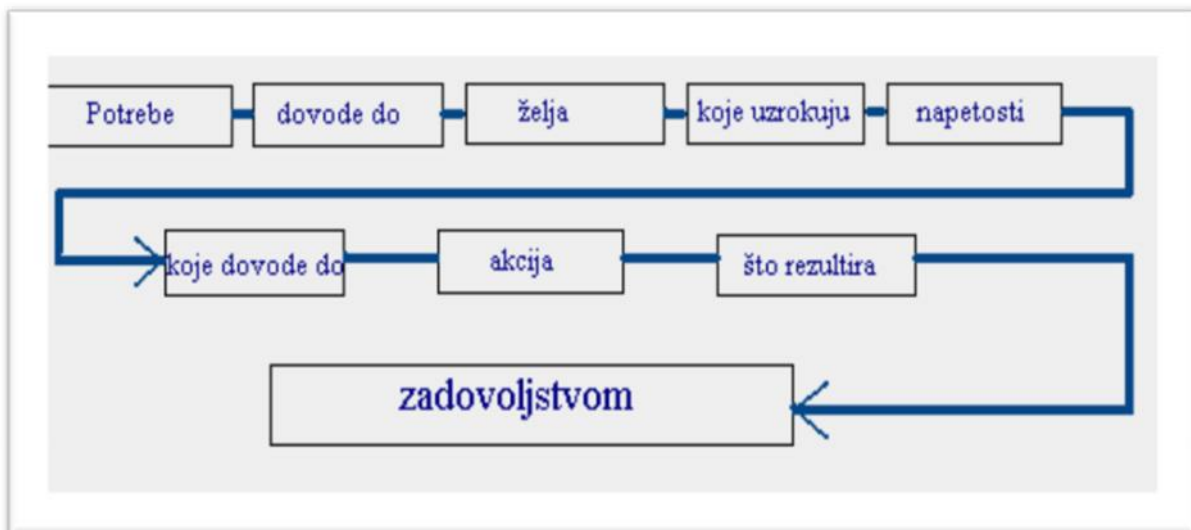 Potrebe dovode do želja koje uzrokuju napetosti
koje dovode do akcija što rezultira
zadovoljstvom